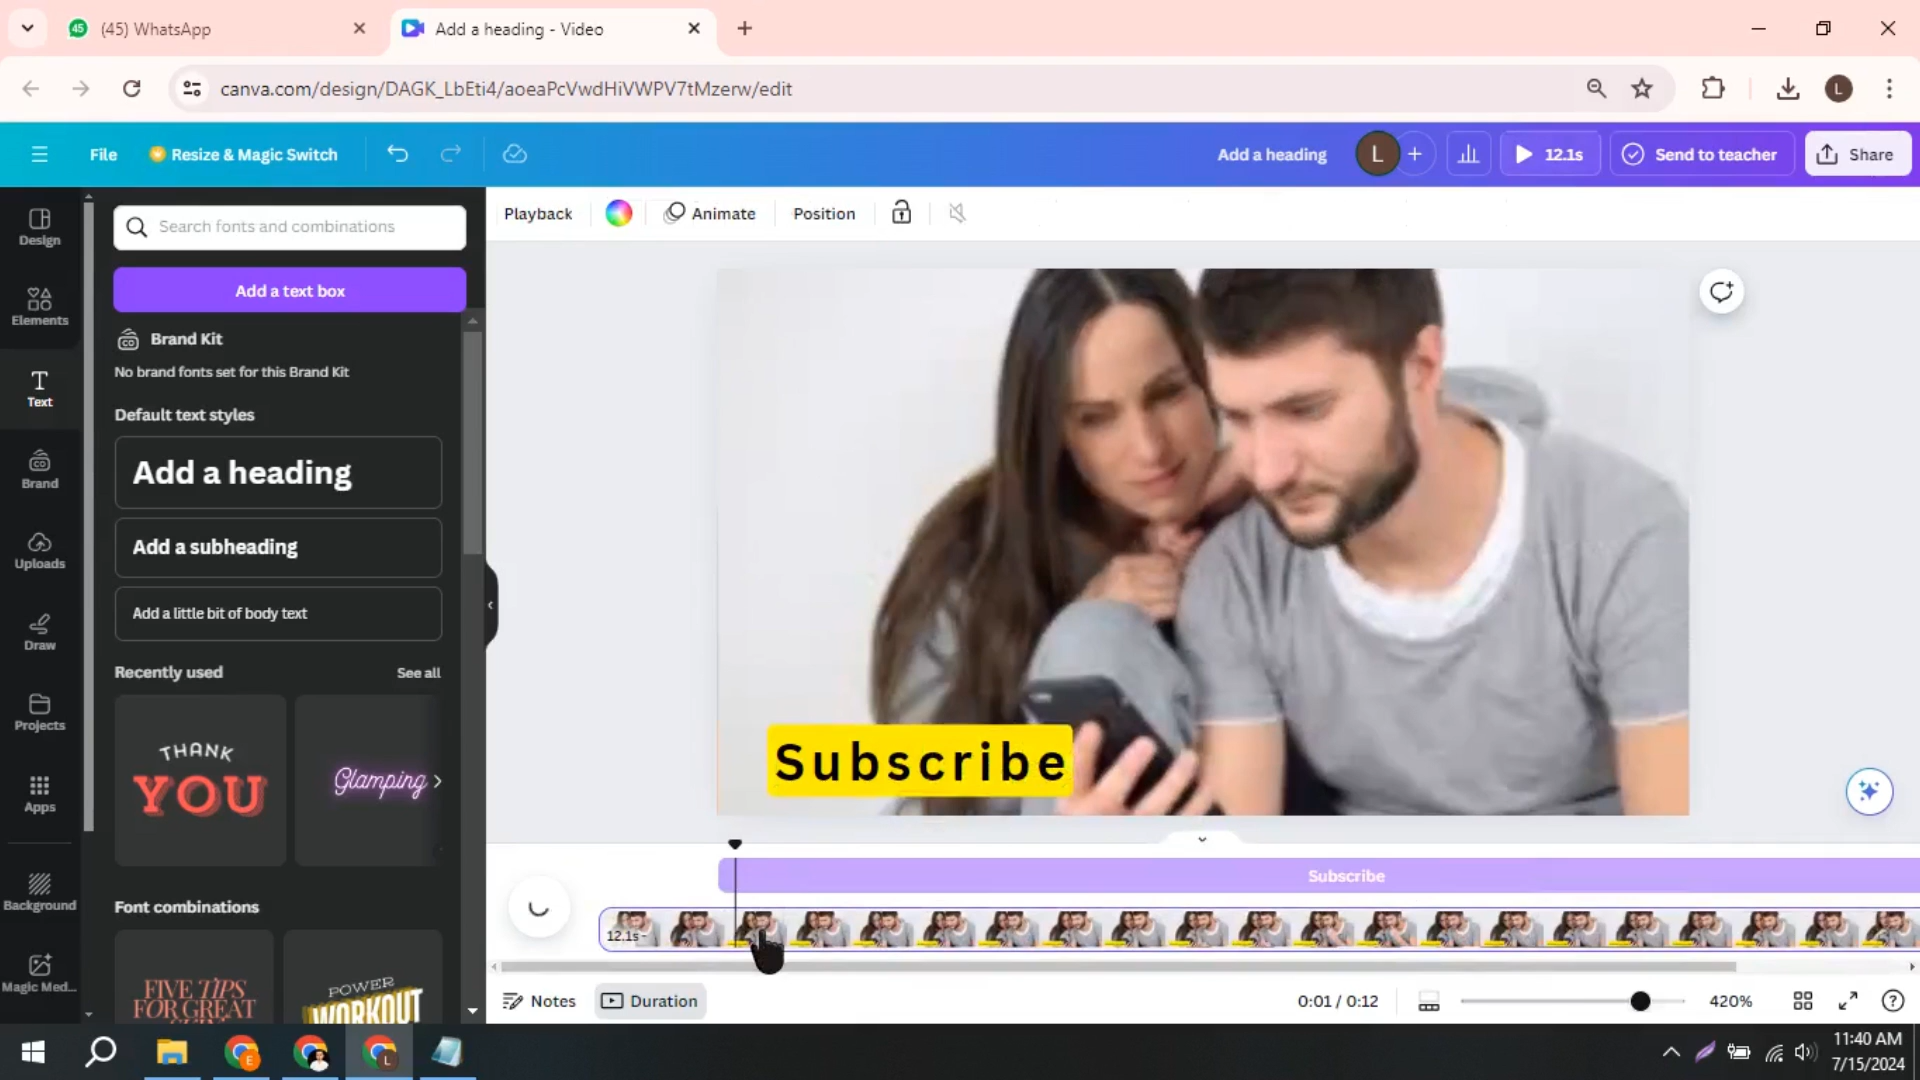 45
(45) WhatsApp
Add a heading - Video
canva.com/design/DAGK_LbEti4/aoeaPcVwdHiVWPV7tMzerw/edit
L
File
Resize & Magic Switch
Add a heading
L
12.1s
Send to teacher
Share
Design
Elements
Text
Brand
Uploads
Draw
Projects
Apps
Background
Magic Med...
Search fonts and combinations
Add a text box
Brand Kit
No brand fonts set for this Brand Kit
Default text styles
Add a heading
Add a subheading
Add a little bit of body text
Recently used
See all
THANK
YOU
Glamping
Font combinations
FIVE TIPS
FOR GREAT
POWER
WORKOUT
Playback
Animate
Position
Subscribe
Subscribe
12.1s
Notes
Duration
0:01 / 0:12
420%
E
L
11:40 AM
7/15/2024